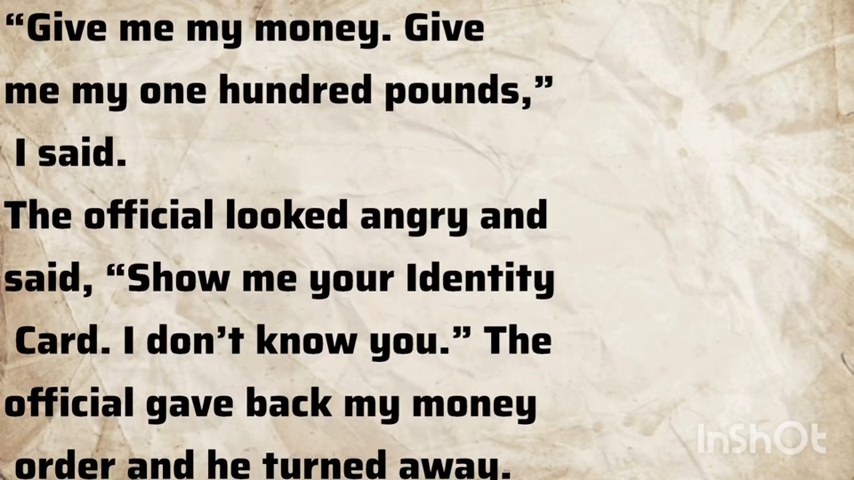 “Give me my money. Give
me my one hundred pounds,”
I said.
The official looked angry and
said, “Show me your Identity
Card. I don’t know you.” The
official gave back my money
order and he turned away.
InShOt